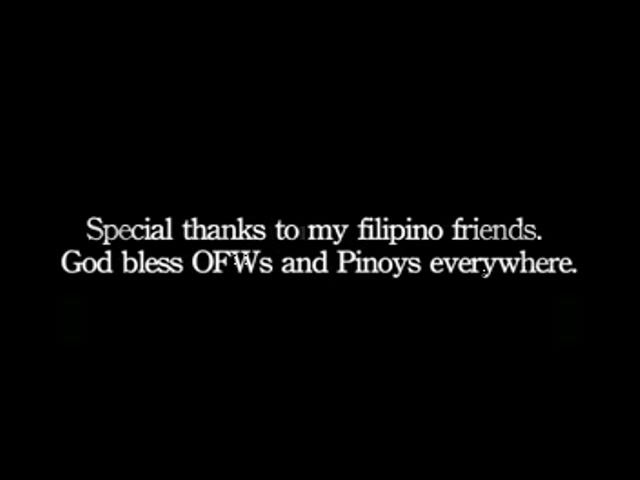 Special thanks to my filipino friends.
God bless OFWs and Pinoys everywhere.